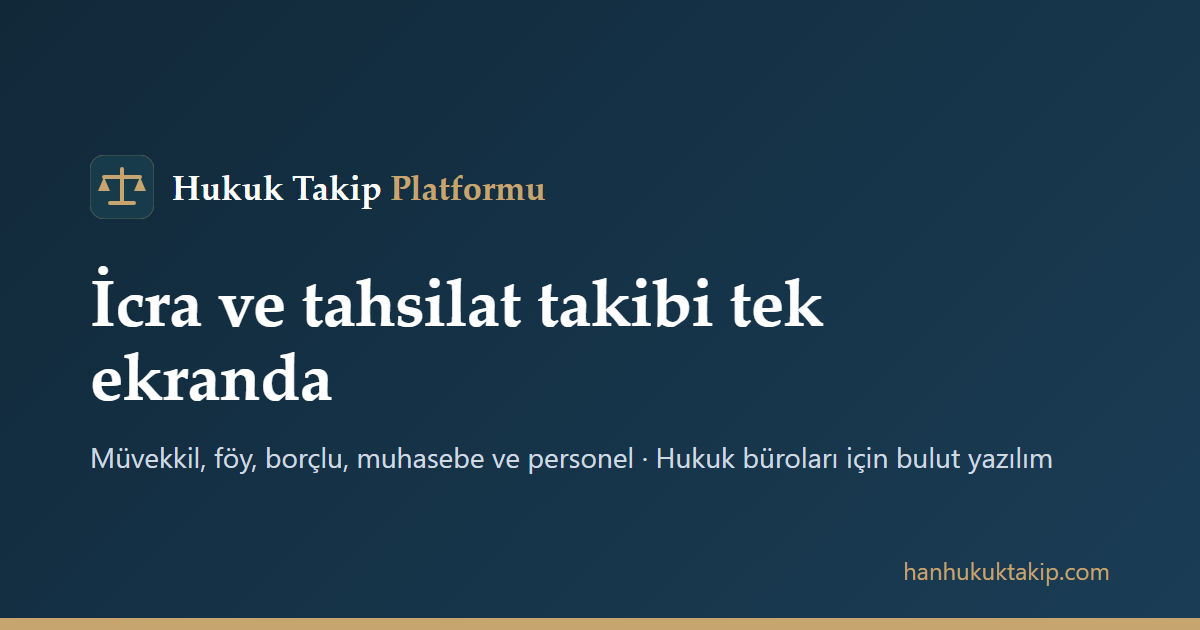 Hukuk Takip Platformu
İcra ve tahsilat takibi tek
ekranda
Müvekkil, föy, borçlu, muhasebe ve personel · Hukuk büroları için bulut yazılım
hanhukuktakip.com